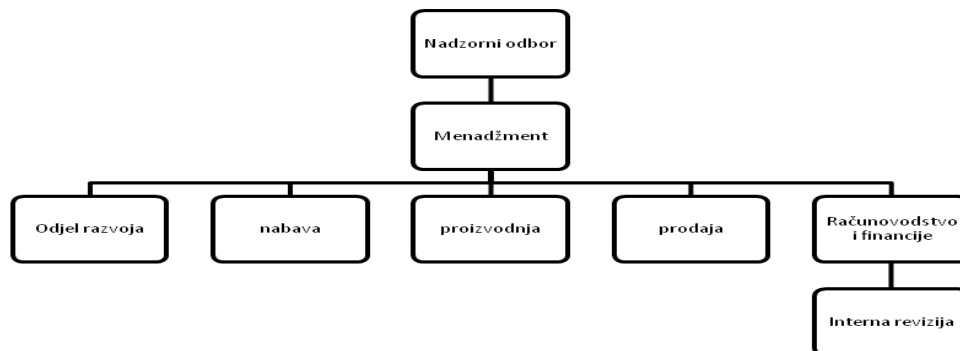 Nadzorni odbor
Menadžment
Odjel razvoja
nabava
proizvodnja
prodaja
Računovodstvo
i financije
Interna revizija